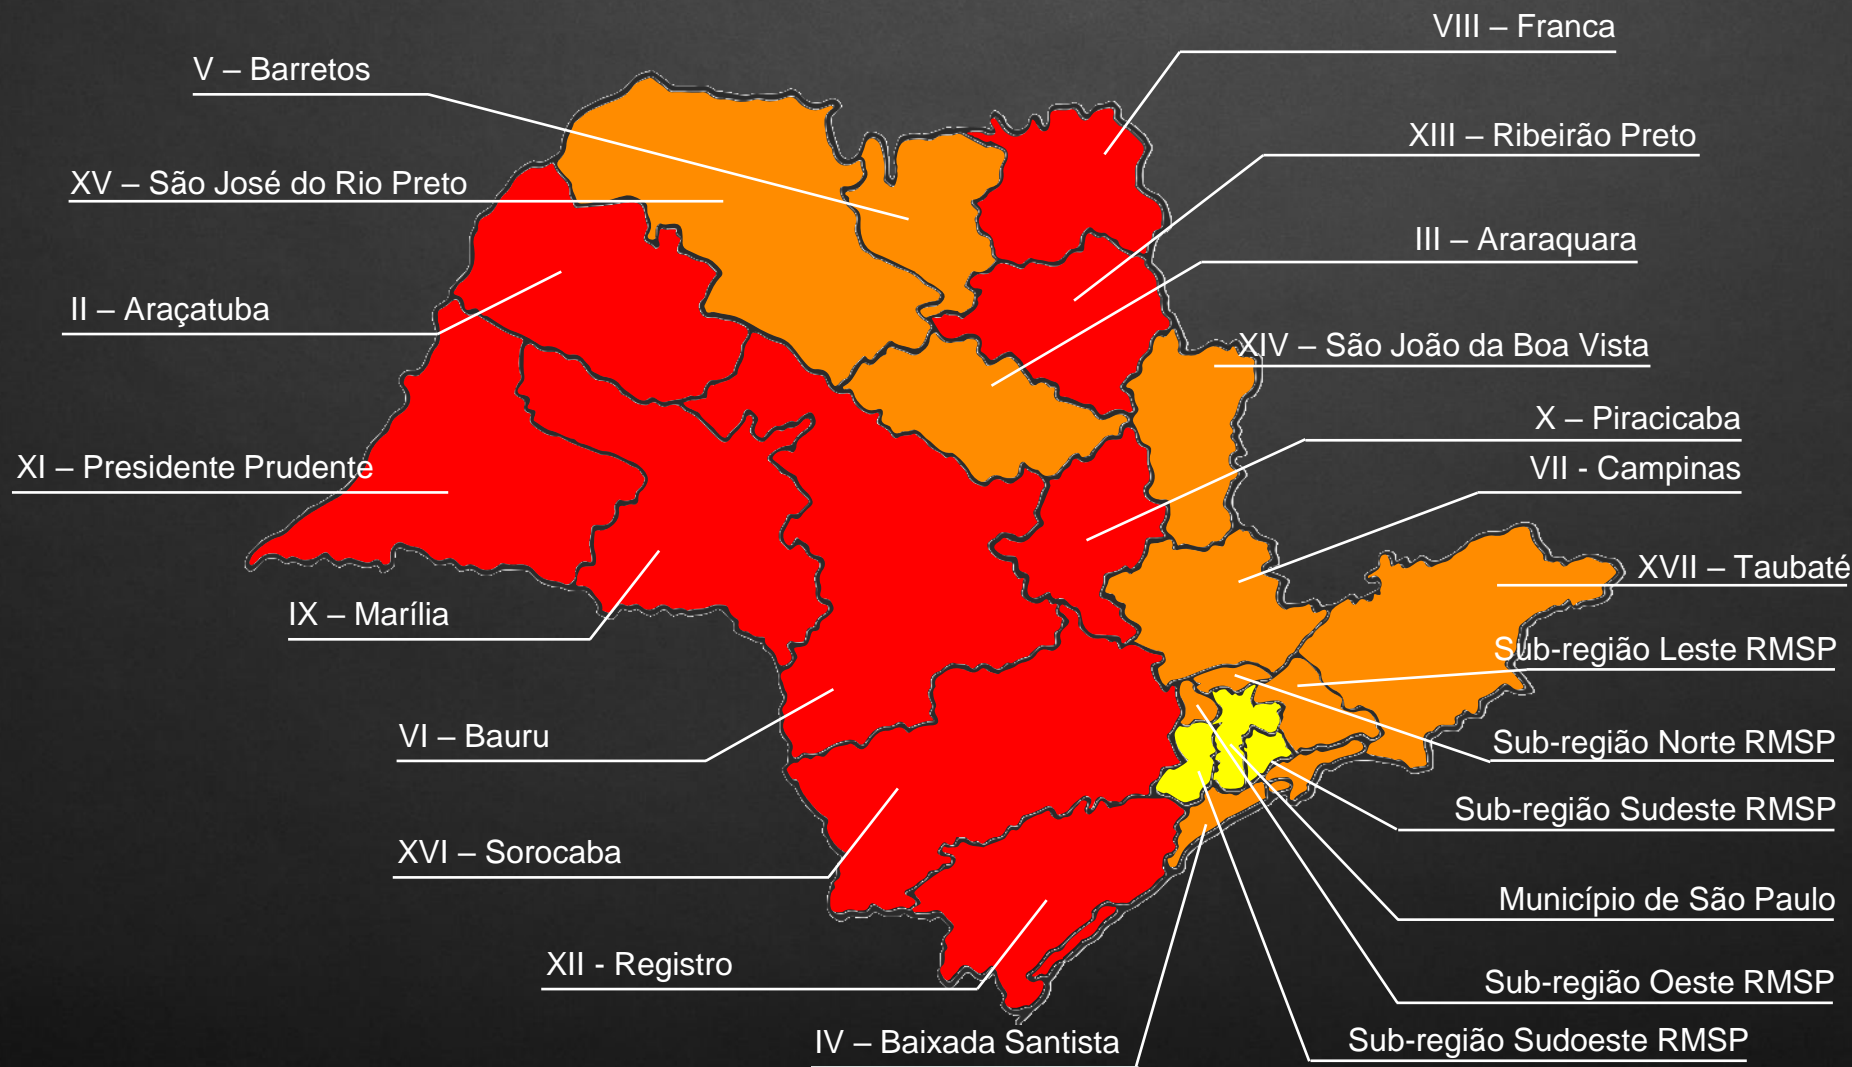 VIII – Franca
V – Barretos
XIII – Ribeirão Preto
XV – São José do Rio Preto
III – Araraquara
II – Araçatuba
XIV – São João da Boa Vista
X – Piracicaba
XI – Presidente Prudente
VII - Campinas
XVII – Taubaté
IX – Marília
Sub-região Leste RMSP
VI – Bauru
Sub-região Norte RMSP
Sub-região Sudeste RMSP
XVI – Sorocaba
Município de São Paulo
XII - Registro
Sub-região Oeste RMSP
IV – Baixada Santista
Sub-região Sudoeste RMSP